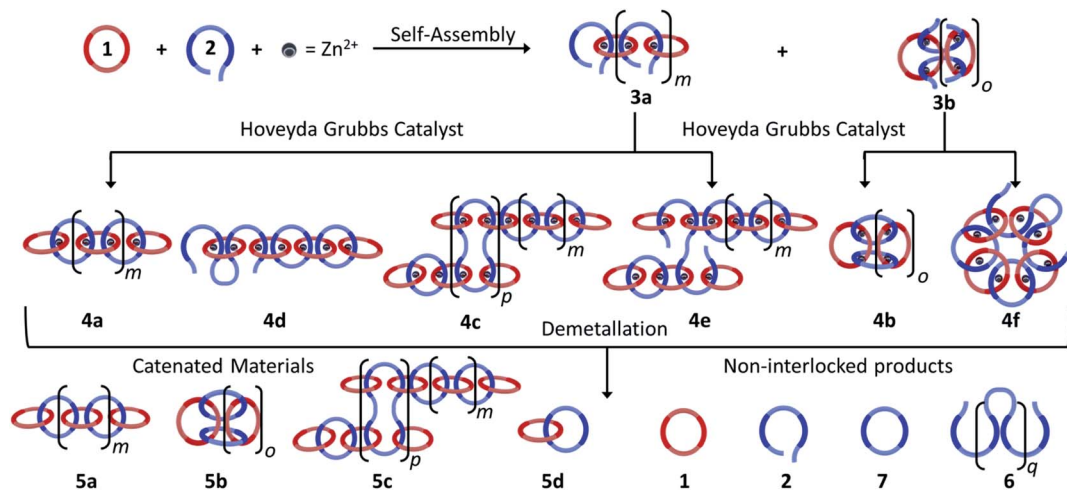 1 + 2 + = Zn²⁺ Self-Assembly m + o
3a 3b
Hoveyda Grubbs Catalyst Hoveyda Grubbs Catalyst
m p m m o
4a 4d 4c 4e 4b 4f
Demetallation
Catenated Materials Non-interlocked products
m o p m q
5a 5b 5c 5d 1 2 7 6